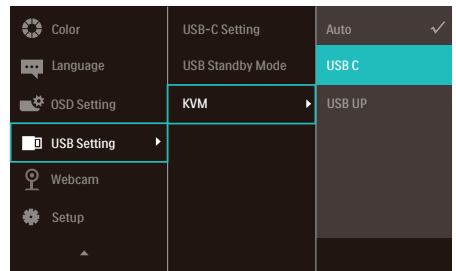 Color
Language
OSD Setting
USB Setting
Webcam
Setup
USB-C Setting
USB Standby Mode
KVM
Auto
USB C
USB UP